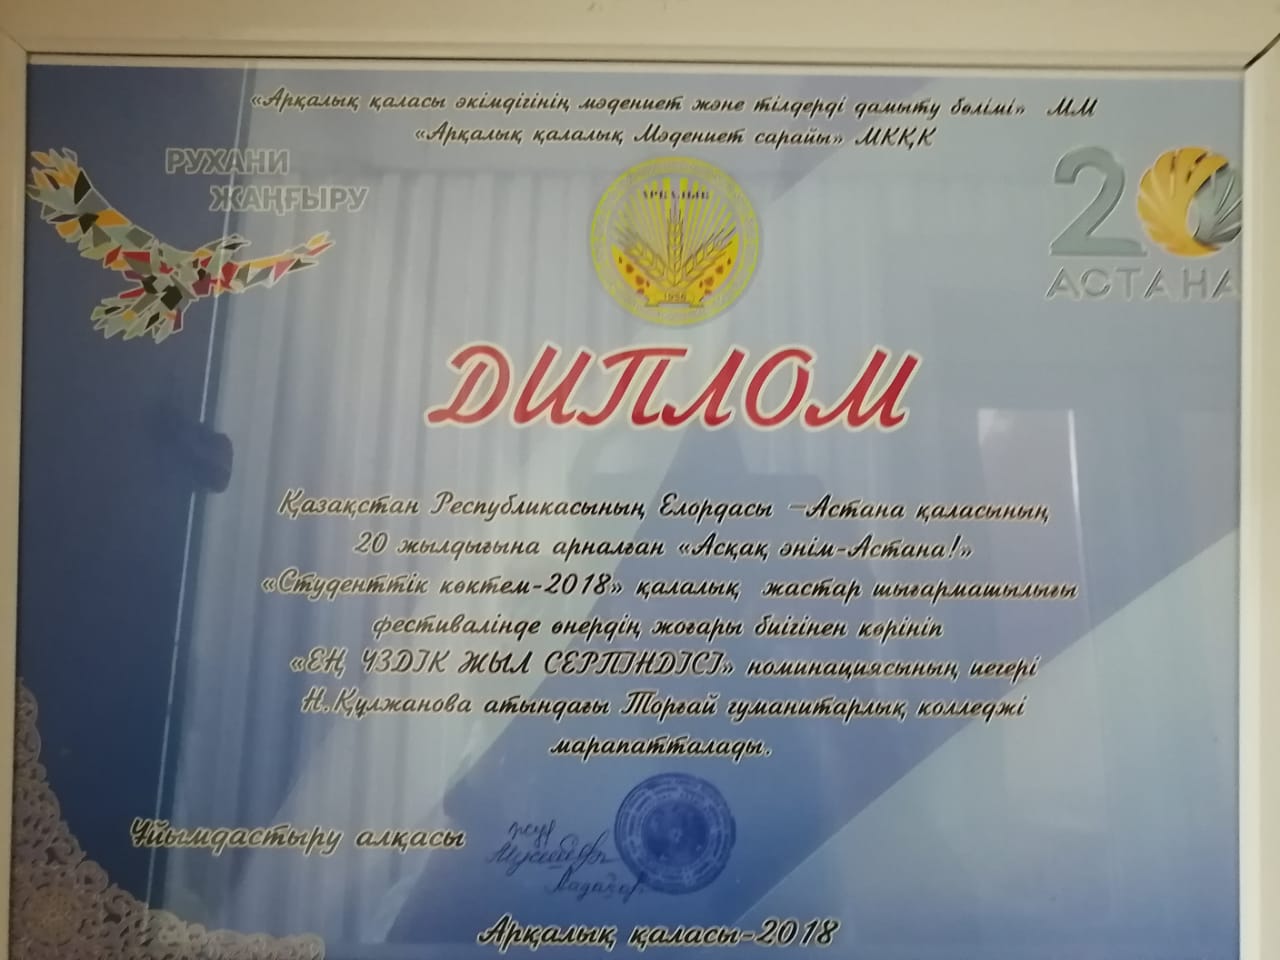 «Арқалық қаласы әкімдігінің мәдениет және тілдерді дамыту бөлімі» ММ
«Арқалық қалалық Мәдениет сарайы» МКҚК
РУХАНИ
ЖАҢҒЫРУ
АРКАЛЫК
1956
20
АСТАНА
ДИПЛОМ
Қазақстан Республикасының Елордасы –Астана қаласының
20 жылдығына арналған «Асқақ әнім-Астана!»
«Студенттік көктем-2018» қалалық жастар шығармашылығы
фестивалінде өнердің жоғары биігінен көрініп
«ЕҢ ҮЗДІК ЖЫЛ СЕРПІНДІСІ» номинациясының иегері
Н.Құлжанова атындағы Торғай гуманитарлық колледжі
марапатталады.
Ұйымдастыру алқасы
Арқалық қаласы-2018